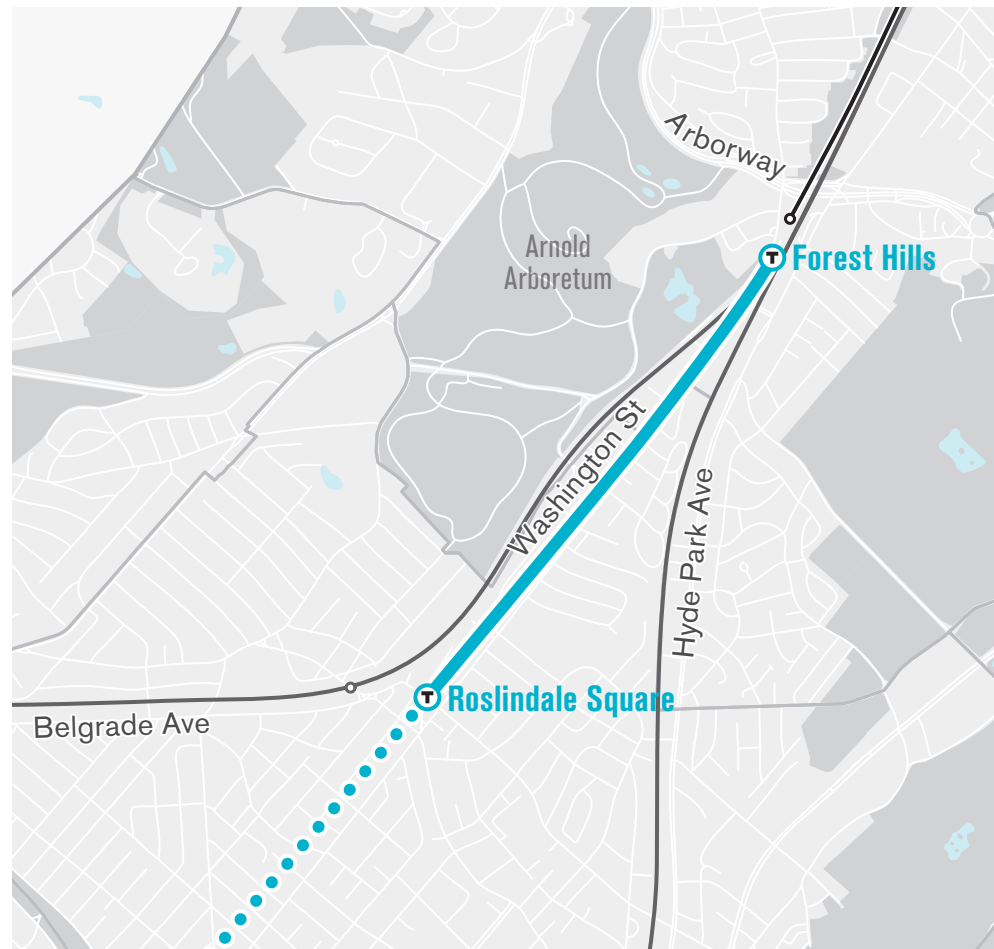 Arborway
Arnold
Arboretum
T Forest Hills
Washington St
Hyde Park Ave
T Roslindale Square
Belgrade Ave